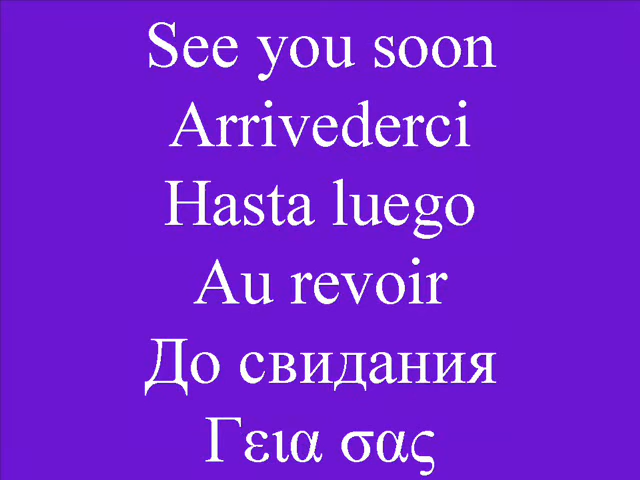 See you soon
Arrivederci
Hasta luego
Au revoir
До свидания
Γεια σας